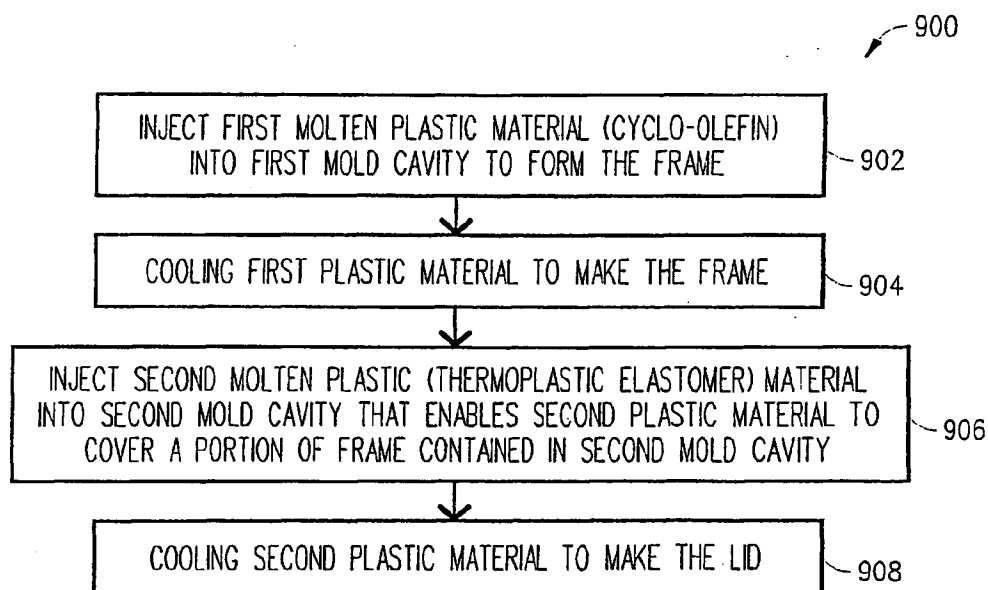 900
INJECT FIRST MOLTEN PLASTIC MATERIAL (CYCLO-OLEFIN)
INTO FIRST MOLD CAVITY TO FORM THE FRAME
902
COOLING FIRST PLASTIC MATERIAL TO MAKE THE FRAME
904
INJECT SECOND MOLTEN PLASTIC (THERMOPLASTIC ELASTOMER) MATERIAL
INTO SECOND MOLD CAVITY THAT ENABLES SECOND PLASTIC MATERIAL TO
COVER A PORTION OF FRAME CONTAINED IN SECOND MOLD CAVITY
906
COOLING SECOND PLASTIC MATERIAL TO MAKE THE LID
908